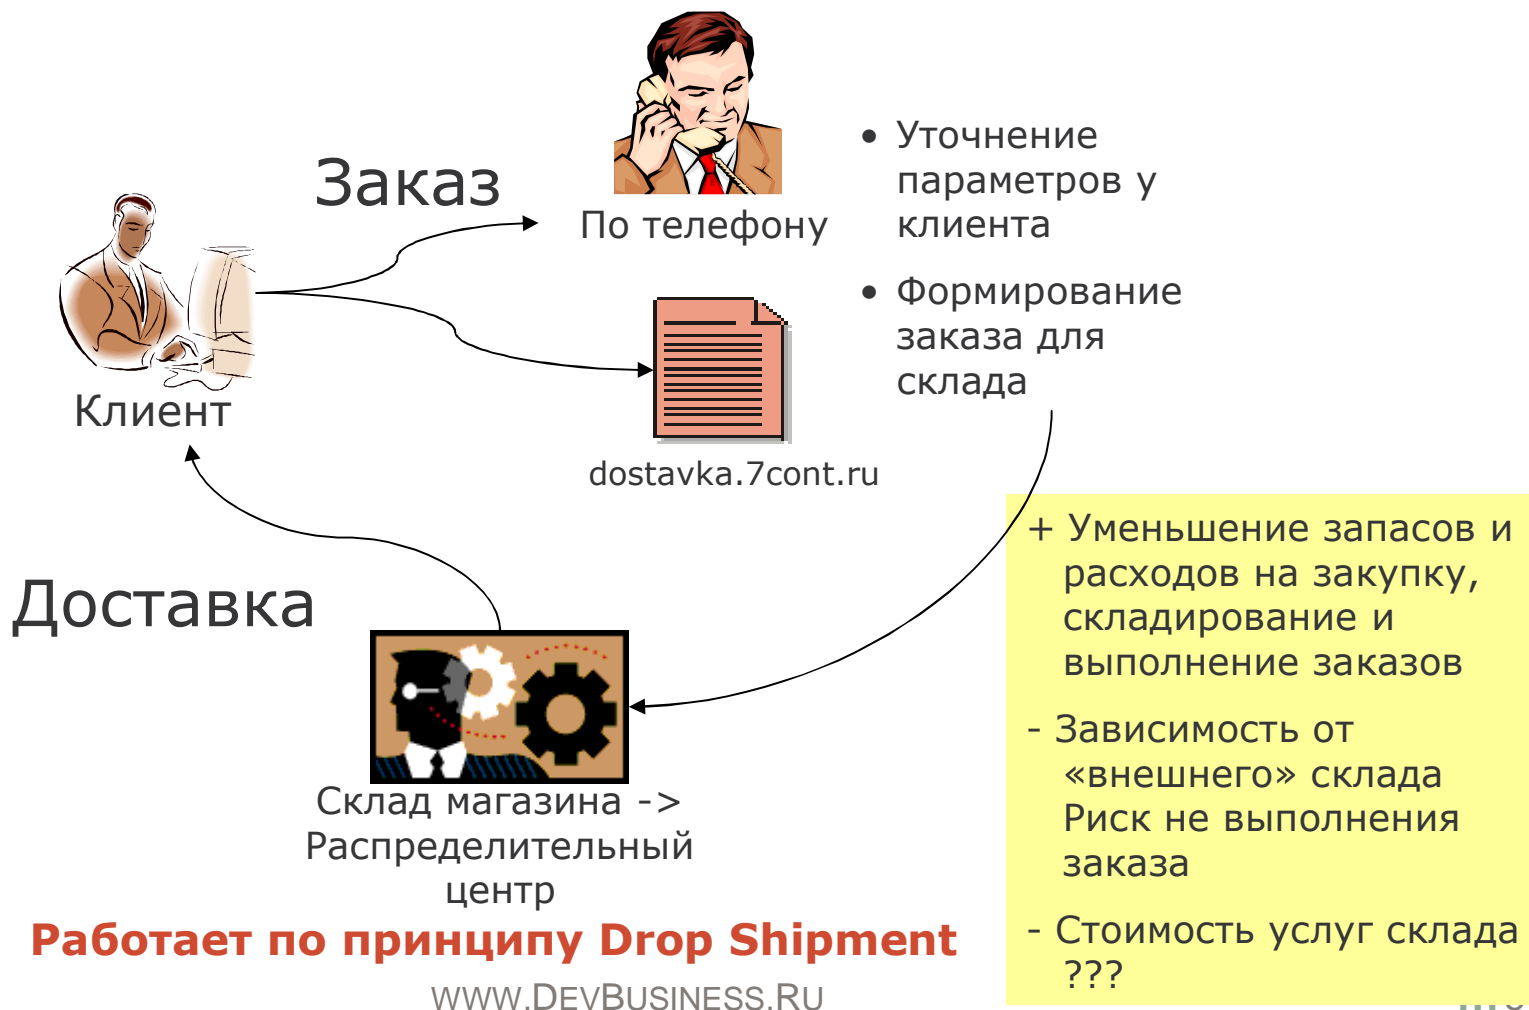 Заказ
По телефону
• Уточнение
параметров у
клиента
• Формирование
заказа для
склада
Клиент
dostavka.7cont.ru
Доставка
Склад магазина ->
Распределительный
центр
Работает по принципу Drop Shipment
+ Уменьшение запасов и
расходов на закупку,
складирование и
выполнение заказов
- Зависимость от
«внешнего» склада
Риск не выполнения
заказа
- Стоимость услуг склада
???
WWW.DEVBUSINESS.RU